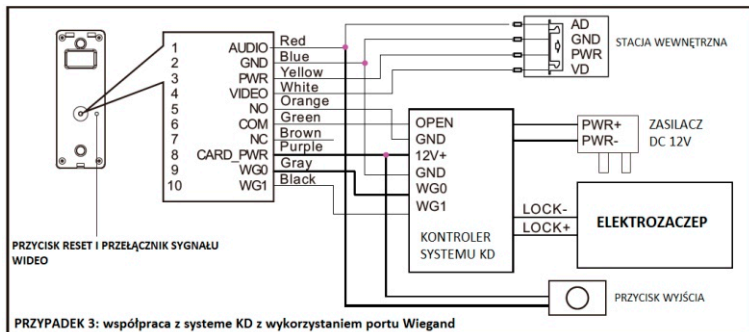 1 AUDIO Red
2 GND Blue
3 PWR Yellow
4 VIDEO White
5 NO Orange
6 COM Green
7 NC Brown
8 CARD_PWR Purple
9 WG0 Gray
10 WG1 Black
AD
GND
PWR
VD
STACJA WEWNĘTRZNA
OPEN
GND
12V+
GND
WG0
WG1
KONTROLER
SYSTEMU KD
PWR+
PWR-
ZASILACZ
DC 12V
LOCK-
LOCK+
ELEKTROZACZEP
PRZYCISK WYJŚCIA
PRZYCISK RESET I PRZEŁĄCZNIK SYGNAŁU
WIDEO
PRZYPADEK 3: współpraca z systeme KD z wykorzystaniem portu Wiegand